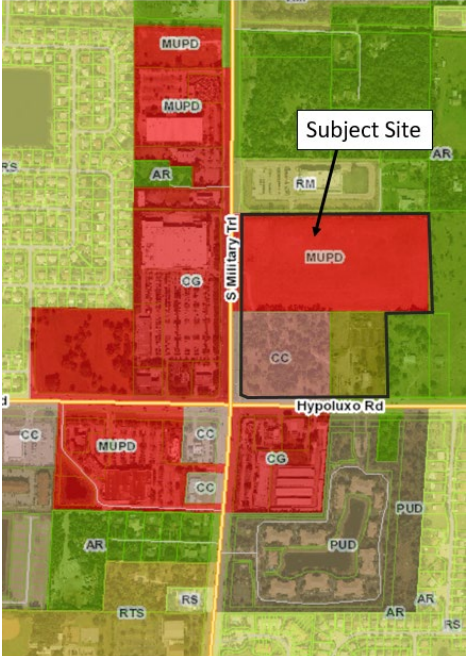 MUPD
MUPD
Subject Site
RS
AR
AR
RM
S Military Trl
MUPD
CG
CC
Hypoluxo Rd
CC
MUPD
CC
CG
CC
PUD
AR
PUD
RS
RTS
AR
AR
RS